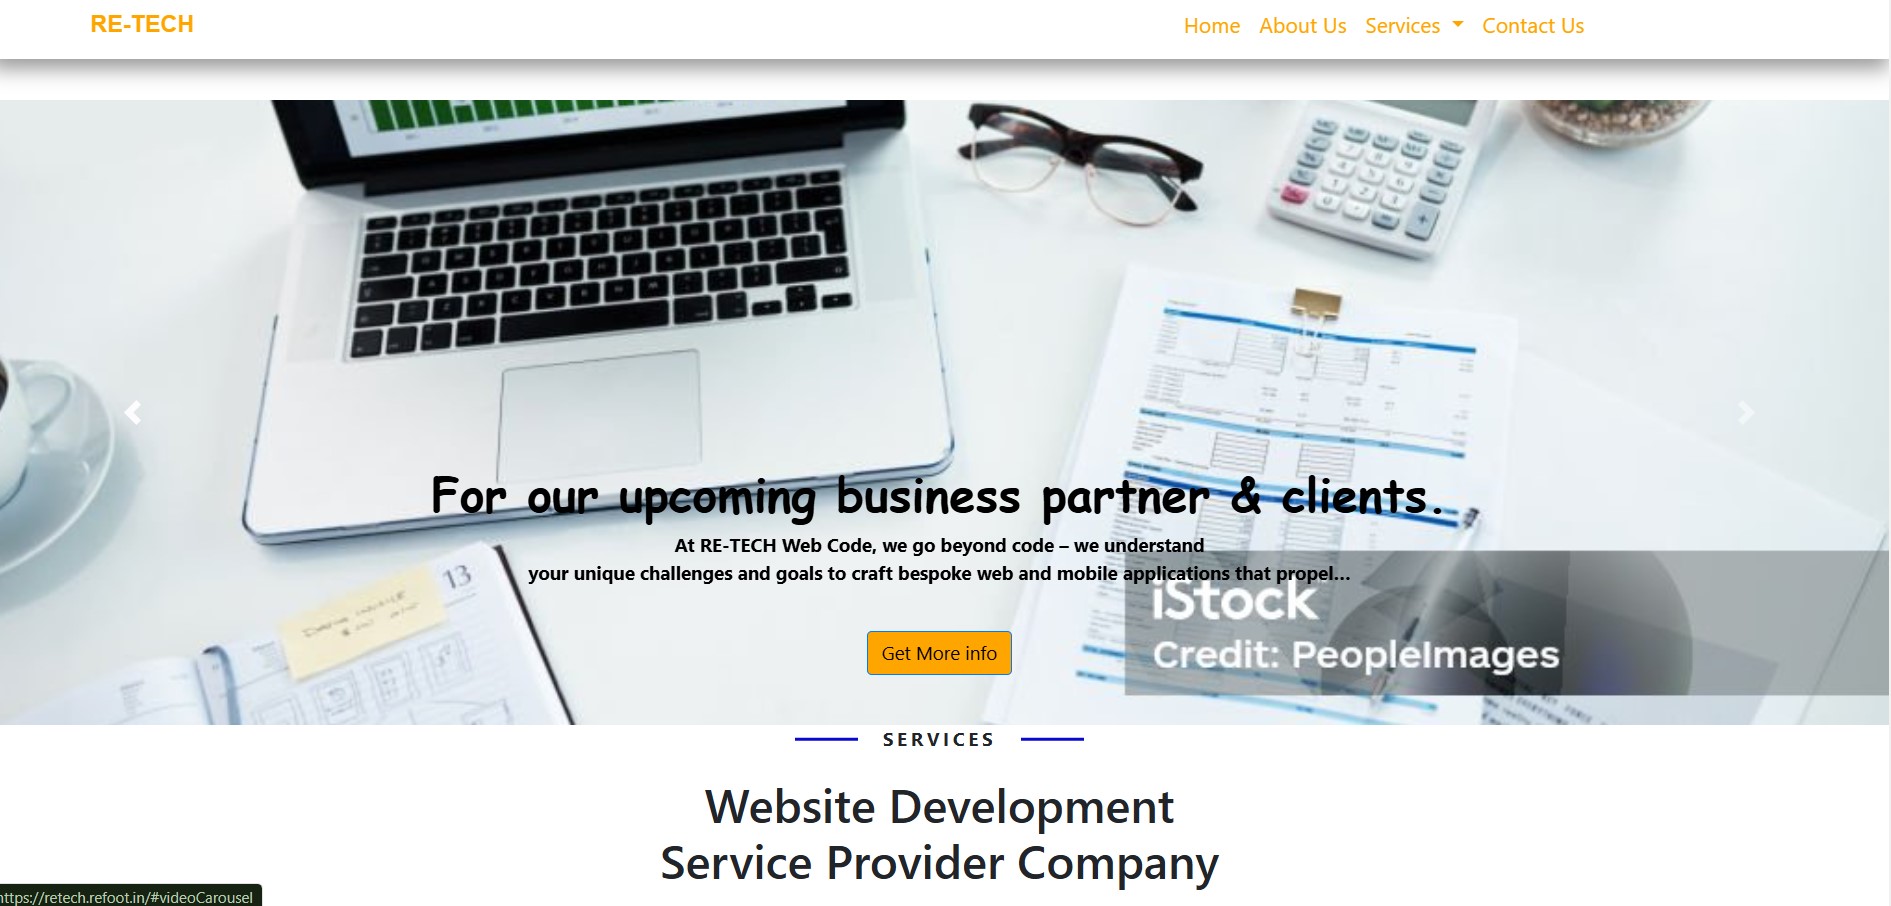 RE-TECH
Home About Us Services Contact Us
13
For our upcoming business partner & clients.
At RE-TECH Web Code, we go beyond code – we understand
your unique challenges and goals to craft bespoke web and mobile applications that propel...
iStock
Credit: PeopleImages
Get More info
SERVICES
Website Development
Service Provider Company
https://retech.refoot.in/#videoCarousel